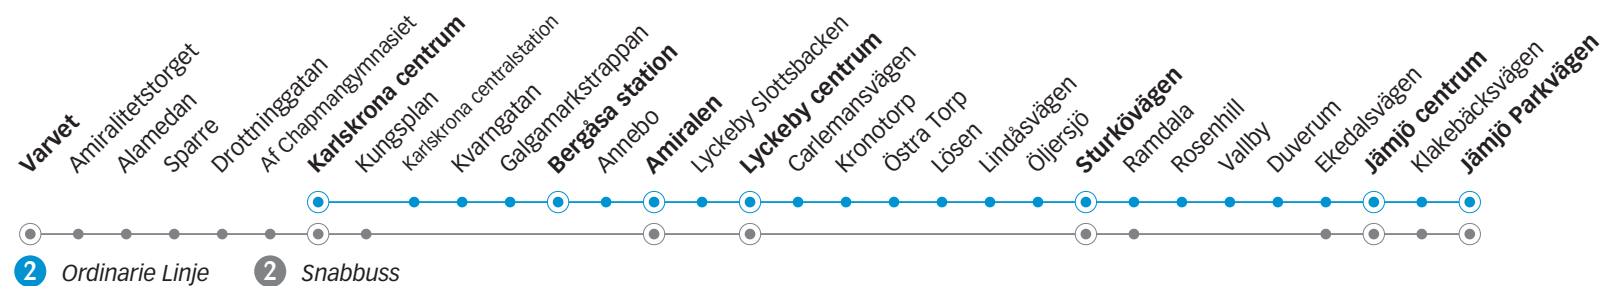 Varvet
Amiralitetstorget
Alamedan
Sparre
Drottninggatan
Af Chapmangymnasiet
Karlskrona centrum
Kungsplan
Karlskrona centralstation
Kvarngatan
Galgamarkstrappan
Bergåsa station
Annebo
Amiralen
Lyckeby Slottsbacken
Lyckeby centrum
Carlemansvägen
Kronotorp
Östra Torp
Lösen
Lindåsvägen
Öljersjö
Sturkövägen
Ramdala
Rosenhill
Vallby
Duverum
Ekedalsvägen
Jämjö centrum
Klakebäcksvägen
Jämjö Parkvägen
2 Ordinarie Linje
2 Snabbuss